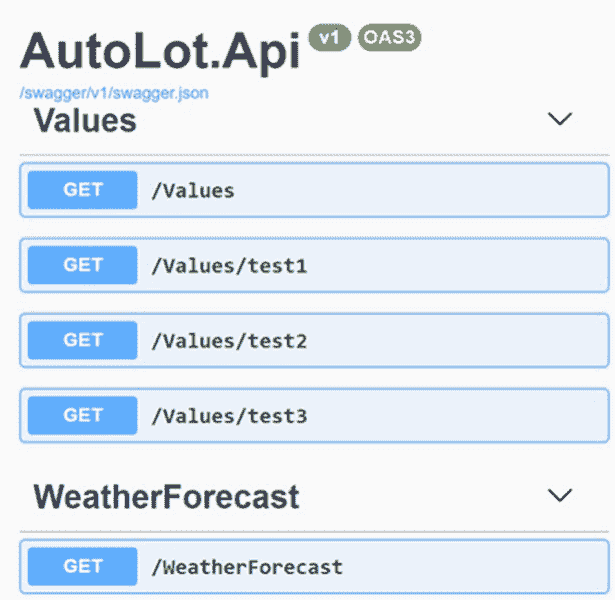 AutoLot.Api v1 OAS3
/swagger/v1/swagger.json
Values
GET /Values
GET /Values/test1
GET /Values/test2
GET /Values/test3
WeatherForecast
GET /WeatherForecast